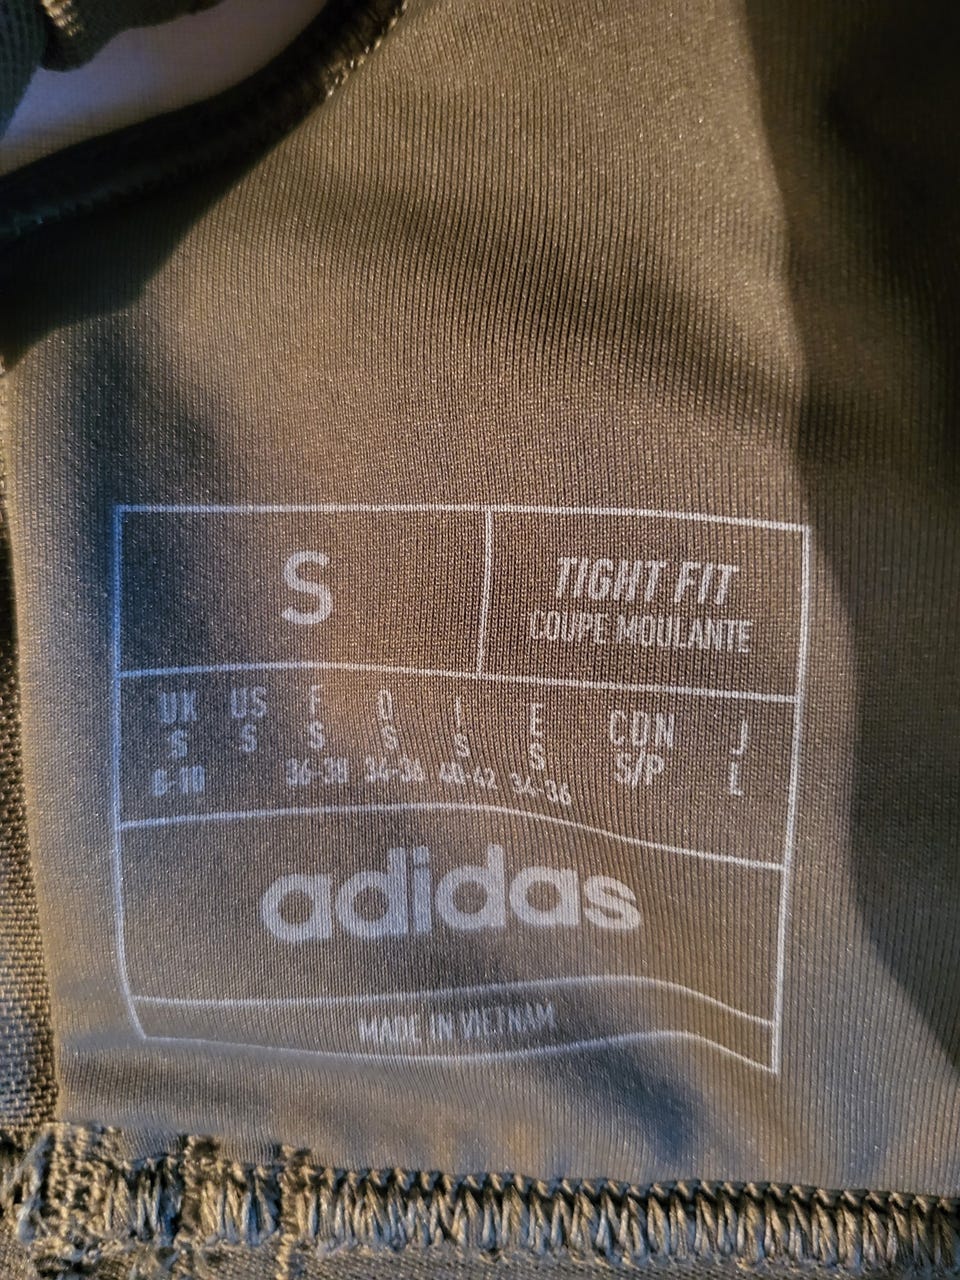 S
TIGHT FIT
COUPE MOULANTE
UK US F D I E CDN J
S S S S S S S/P L
8-10 36-38 34-36 40-42 34-36
adidas
MADE IN VIETNAM